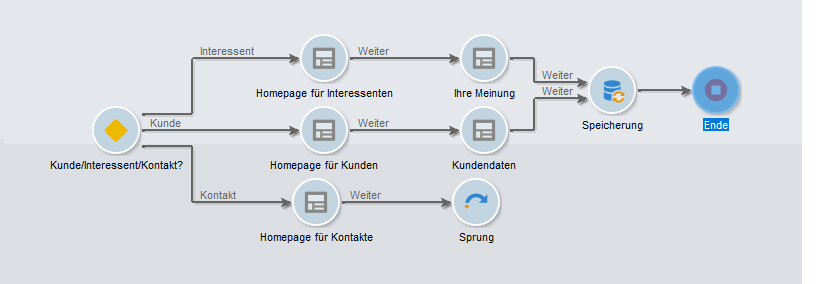 Interessent
Weiter
Homepage für Interessenten
Ihre Meinung
Weiter
Weiter
Speicherung
Ende
Kunde
Weiter
Kunde/Interessent/Kontakt?
Homepage für Kunden
Kundendaten
Kontakt
Weiter
Homepage für Kontakte
Sprung